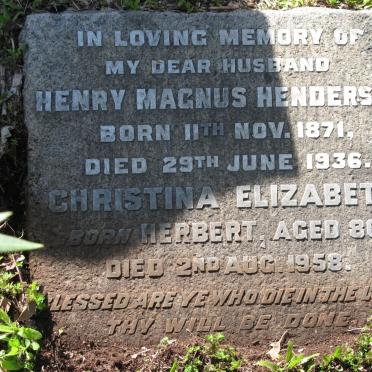 IN LOVING MEMORY OF
MY DEAR HUSBAND
HENRY MAGNUS HENDERS
BORN 11TH NOV. 1871,
DIED 29TH JUNE 1936.
CHRISTINA ELIZABET
BORN HERBERT, AGED 8
DIED 2ND AUG. 1958.
BLESSED ARE YE WHO DIE IN THE L
THY WILL BE DONE